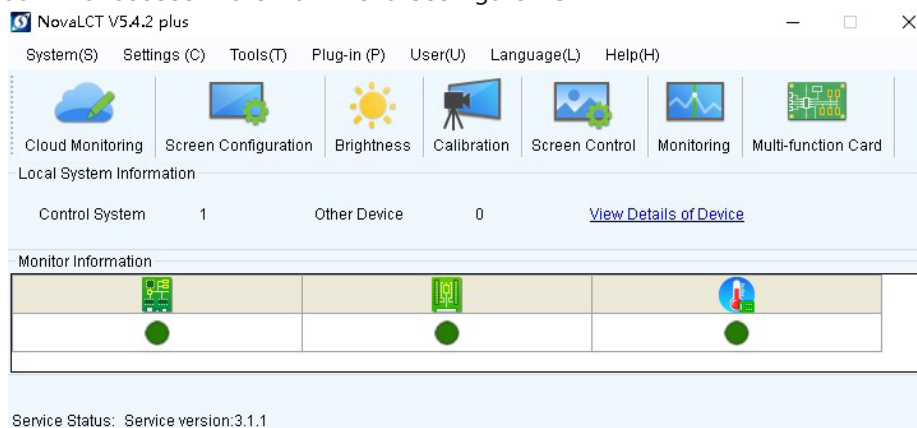 NovaLCT V5.4.2 plus
System(S) Settings (C) Tools(T) Plug-in (P) User(U) Language(L) Help(H)
Cloud Monitoring Screen Configuration Brightness Calibration Screen Control Monitoring Multi-function Card
Local System Information
Control System 1 Other Device 0 View Details of Device
Monitor Information
Service Status: Service version:3.1.1